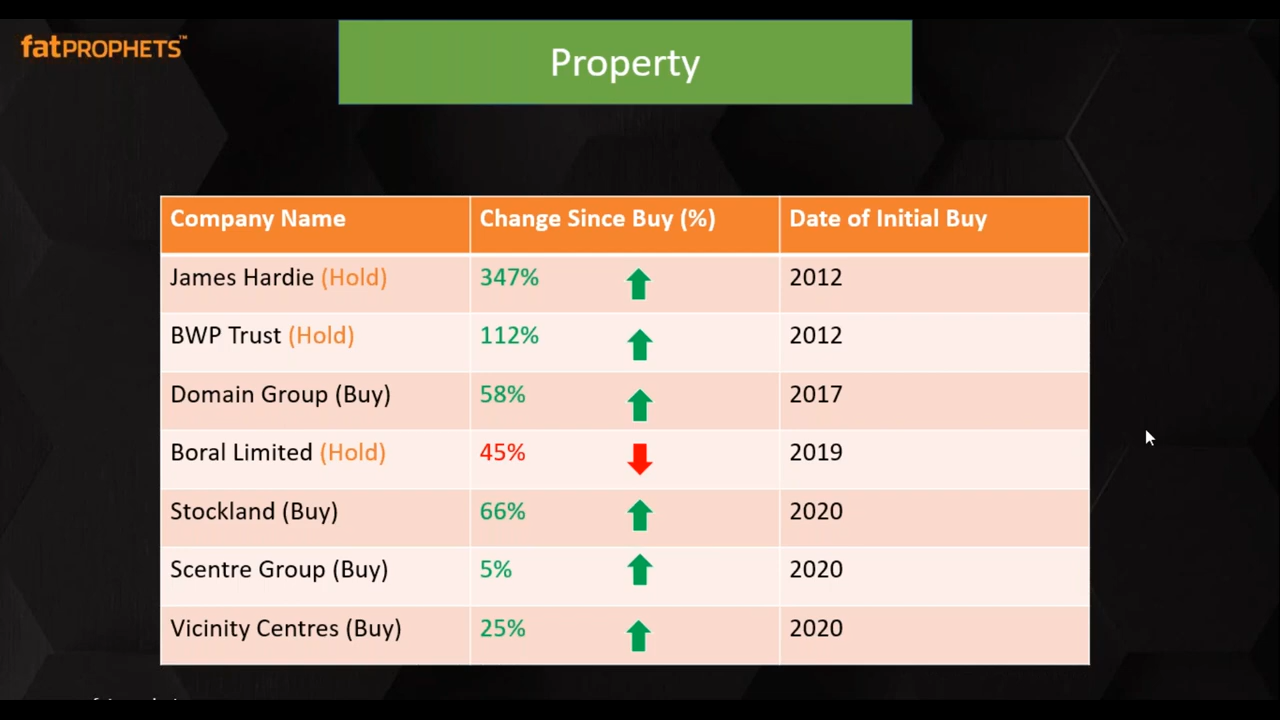 fatPROPHETS™
Property
Company Name Change Since Buy (%) Date of Initial Buy
James Hardie (Hold) 347% 2012
BWP Trust (Hold) 112% 2012
Domain Group (Buy) 58% 2017
Boral Limited (Hold) 45% 2019
Stockland (Buy) 66% 2020
Scentre Group (Buy) 5% 2020
Vicinity Centres (Buy) 25% 2020